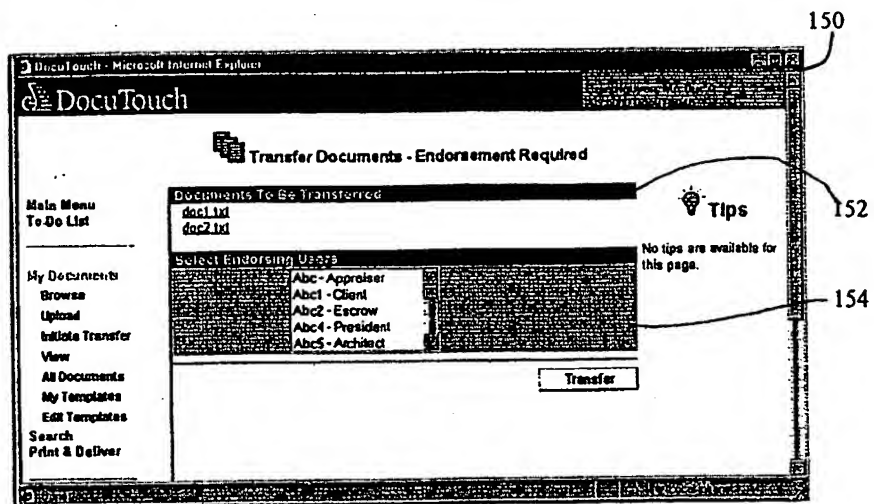 150
DocuTouch - Microsoft Internet Explorer
DocuTouch
Transfer Documents - Endorsement Required
Main Menu
To-Do List
Documents To Be Transferred
doc1.txt
doc2.txt
Tips
152
No tips are available for
this page.
My Documents
Browse
Upload
Initiate Transfer
View
All Documents
My Templates
Edit Templates
Search
Print & Deliver
Select Endorsing Users
Abc - Appraiser
Abc1 - Client
Abc2 - Escrow
Abc4 - President
Abc5 - Architect
154
Transfer